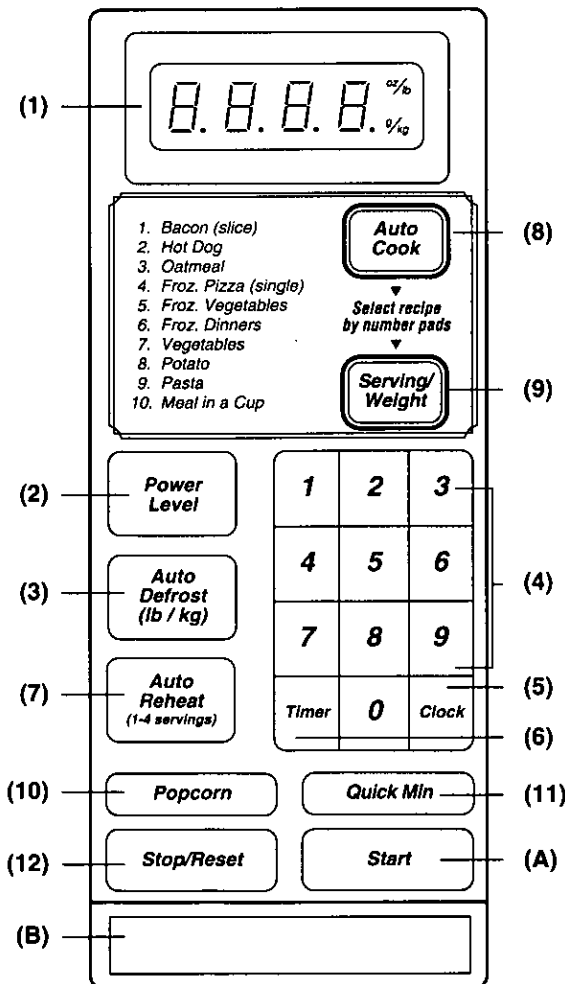 (1)
8.8.8.8. oz/lb
g/kg
1. Bacon (slice)
2. Hot Dog
3. Oatmeal
4. Froz. Pizza (single)
5. Froz. Vegetables
6. Froz. Dinners
7. Vegetables
8. Potato
9. Pasta
10. Meal in a Cup
Auto
Cook
(8)
Select recipe
by number pads
Serving/
Weight
(9)
(2)
Power
Level
1 2 3
(3)
Auto
Defrost
(lb / kg)
4 5 6
(4)
(7)
Auto
Reheat
(1-4 servings)
7 8 9
(5)
Timer 0 Clock
(6)
(10)
Popcorn
Quick Min
(11)
(12)
Stop/Reset
Start
(A)
(B)